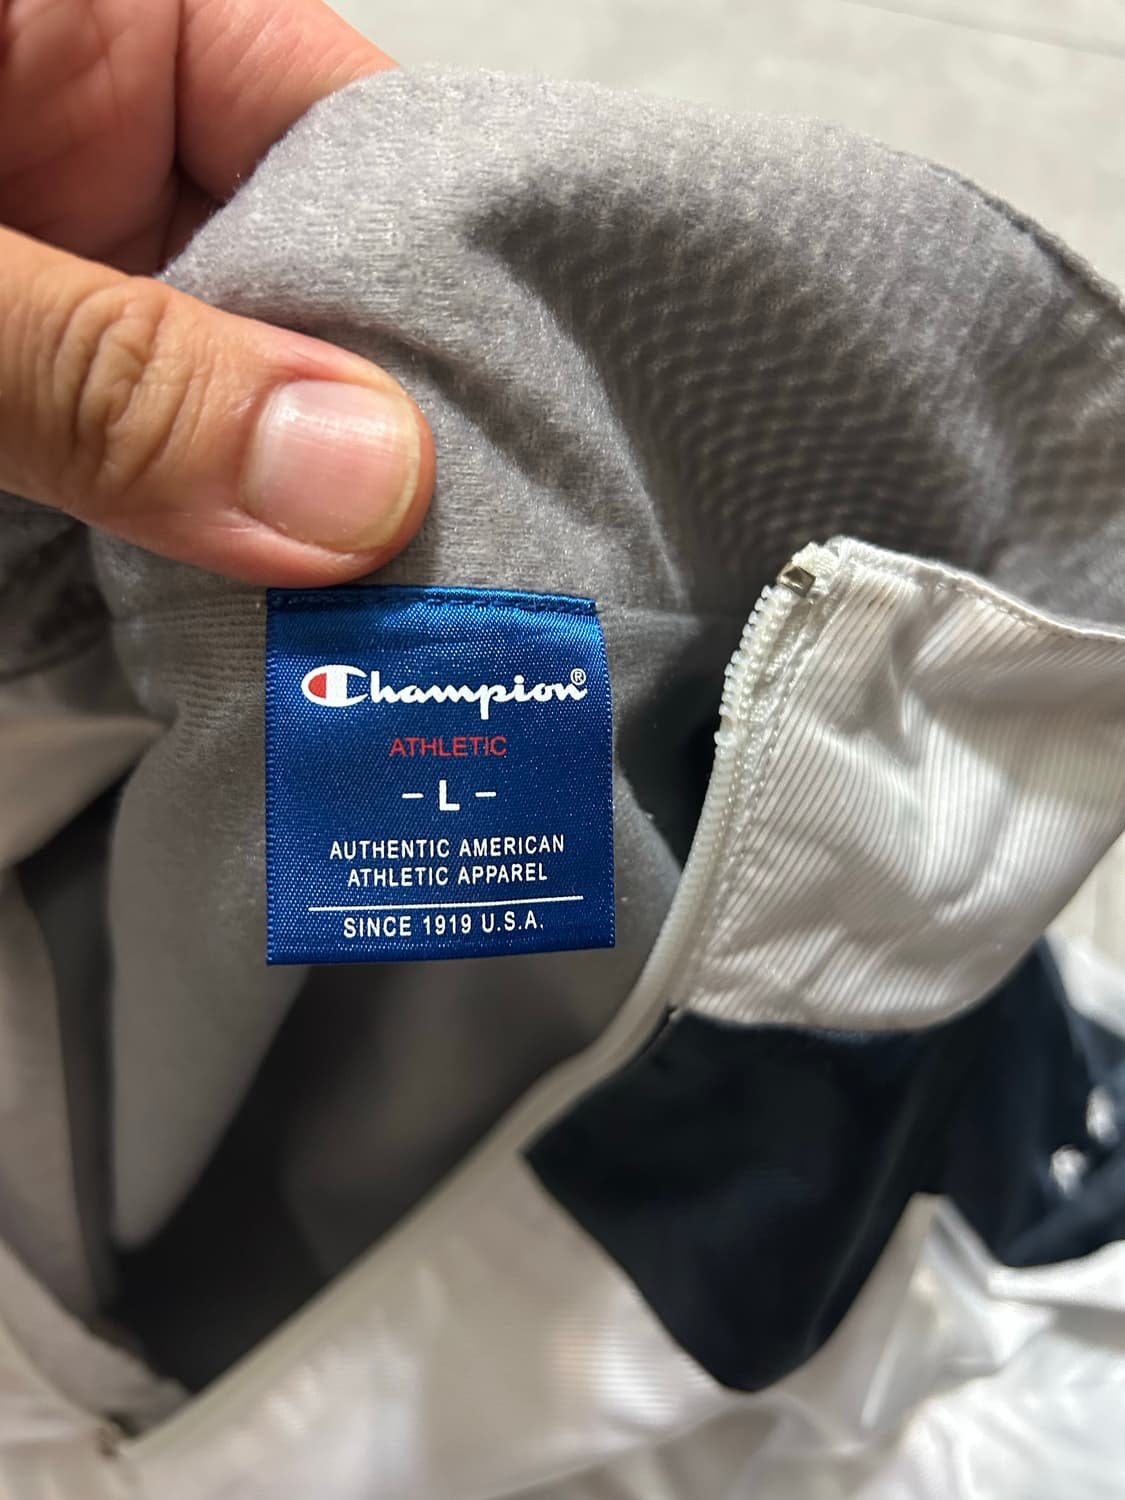 Champion®
ATHLETIC
- L -
AUTHENTIC AMERICAN
ATHLETIC APPAREL
SINCE 1919 U.S.A.